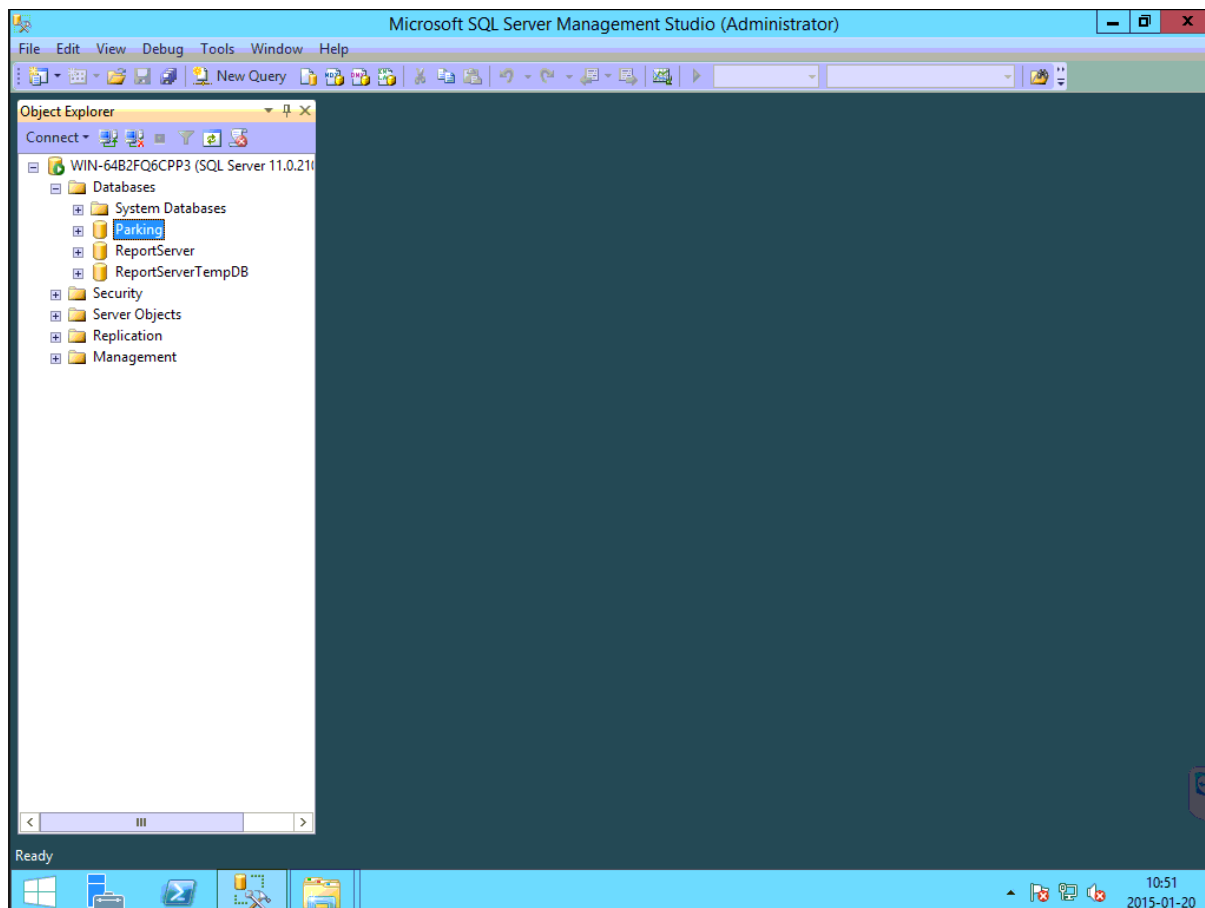 Microsoft SQL Server Management Studio (Administrator)
File Edit View Debug Tools Window Help
New Query
Object Explorer
Connect
WIN-64B2FQ6CPP3 (SQL Server 11.0.210
Databases
System Databases
Parking
ReportServer
ReportServerTempDB
Security
Server Objects
Replication
Management
Ready
10:51
2015-01-20